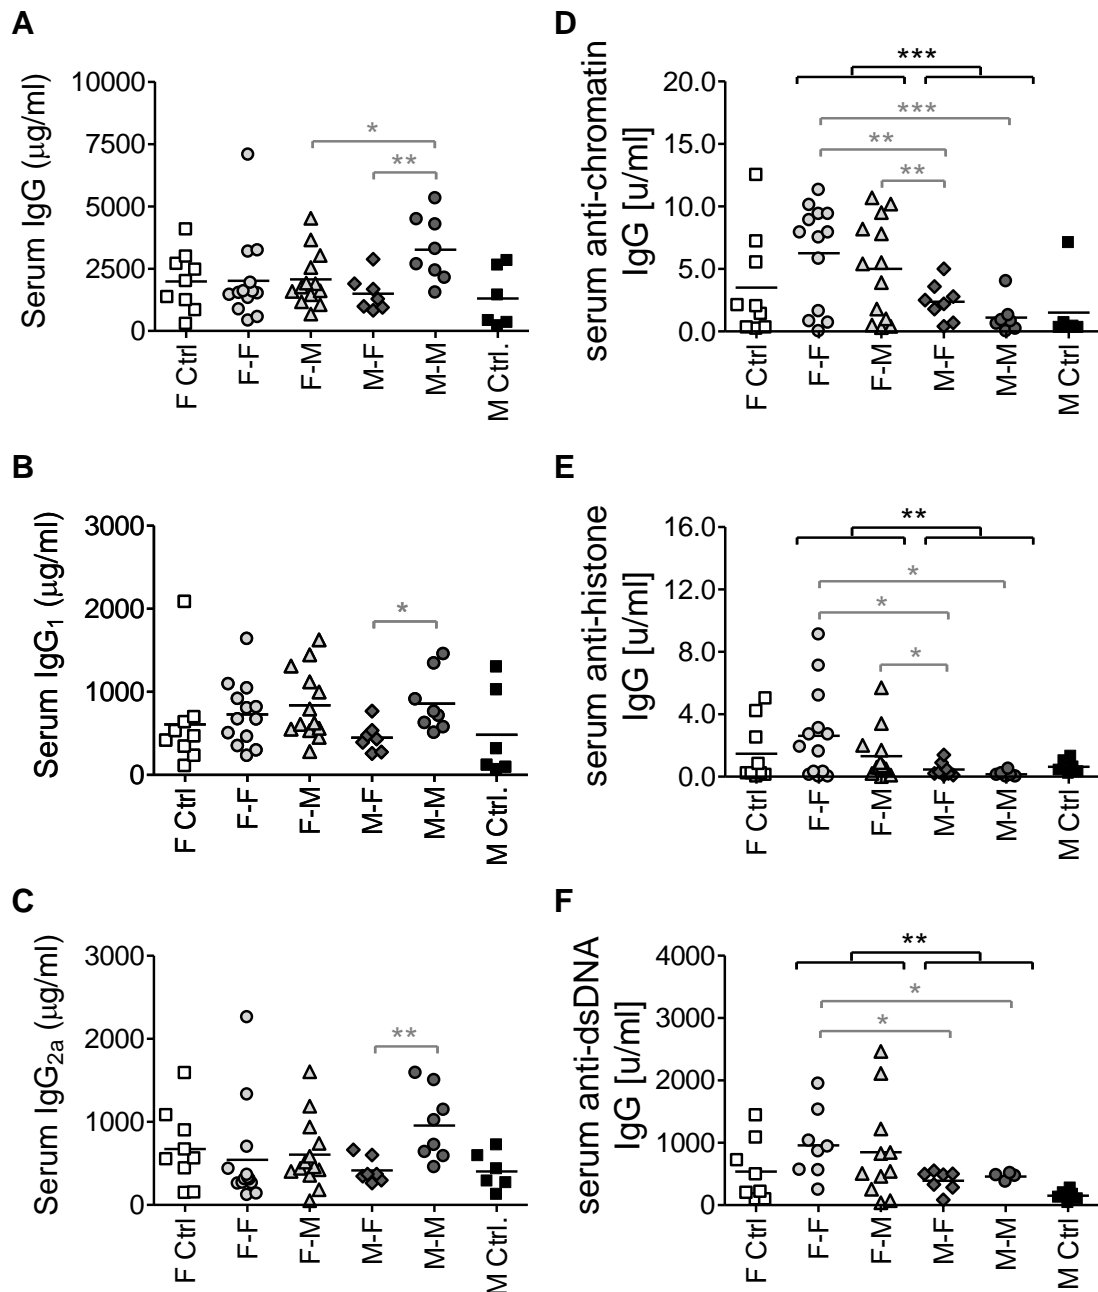 A
Serum IgG (µg/ml)
10000
7500
5000
2500
0
*
**
F Ctrl
F-F
F-M
M-F
M-M
M Ctrl.
B
Serum IgG1 (µg/ml)
3000
2000
1000
0
*
F Ctrl
F-F
F-M
M-F
M-M
M Ctrl.
C
Serum IgG2a (µg/ml)
3000
2000
1000
0
**
F Ctrl
F-F
F-M
M-F
M-M
M Ctrl.
D
serum anti-chromatin
IgG [u/ml]
20.0
15.0
10.0
5.0
0.0
***
***
**
**
F Ctrl
F-F
F-M
M-F
M-M
M Ctrl
E
serum anti-histone
IgG [u/ml]
16.0
12.0
8.0
4.0
0.0
**
*
*
*
F Ctrl
F-F
F-M
M-F
M-M
M Ctrl
F
serum anti-dsDNA
IgG [u/ml]
4000
3000
2000
1000
0
**
*
*
F Ctrl
F-F
F-M
M-F
M-M
M Ctrl